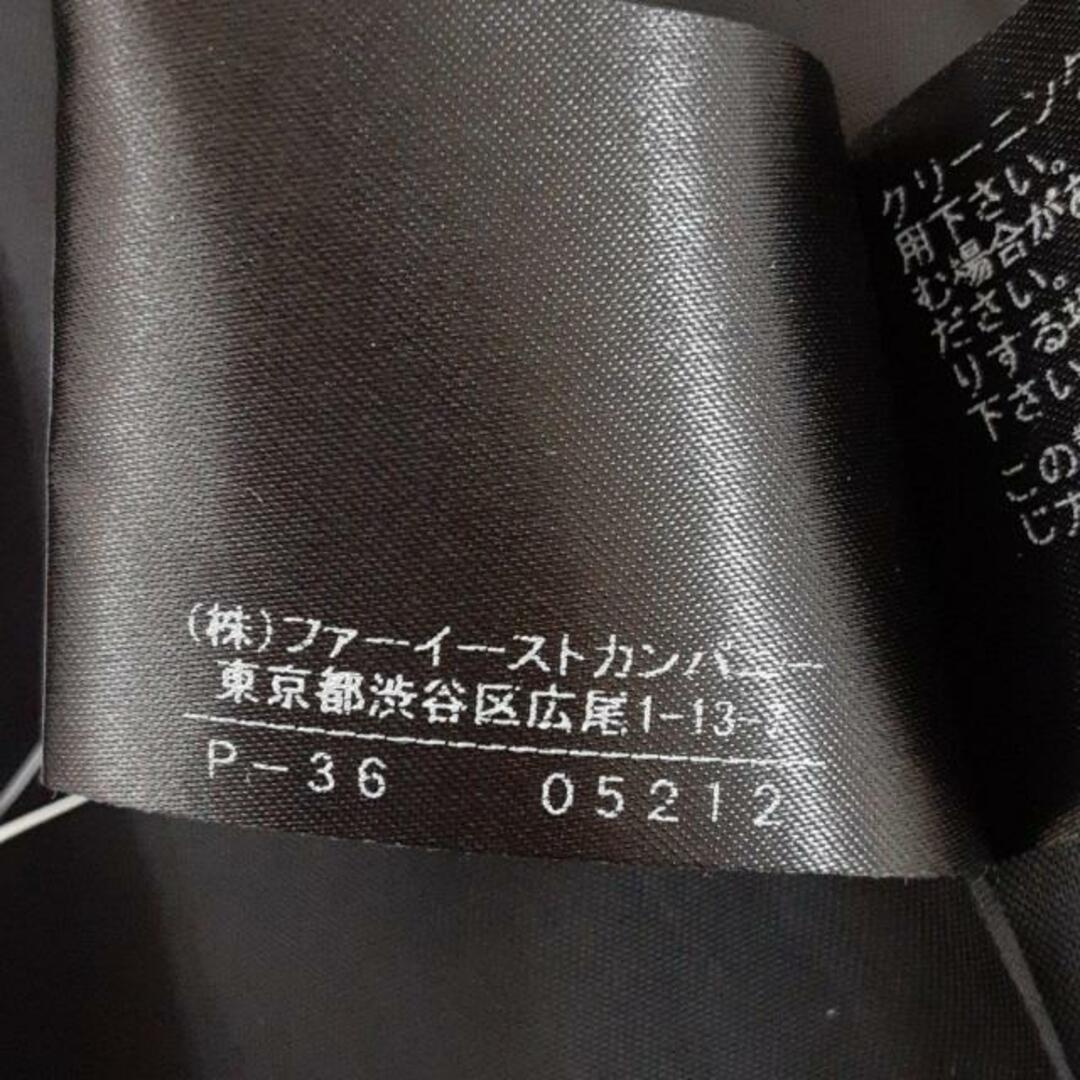 (株)ファーイーストカンパニー
東京都渋谷区広尾1-13-
P-36 05212
クリーニング
用下さい。
む場合があ
ださい。
りする
下さい
この
じ